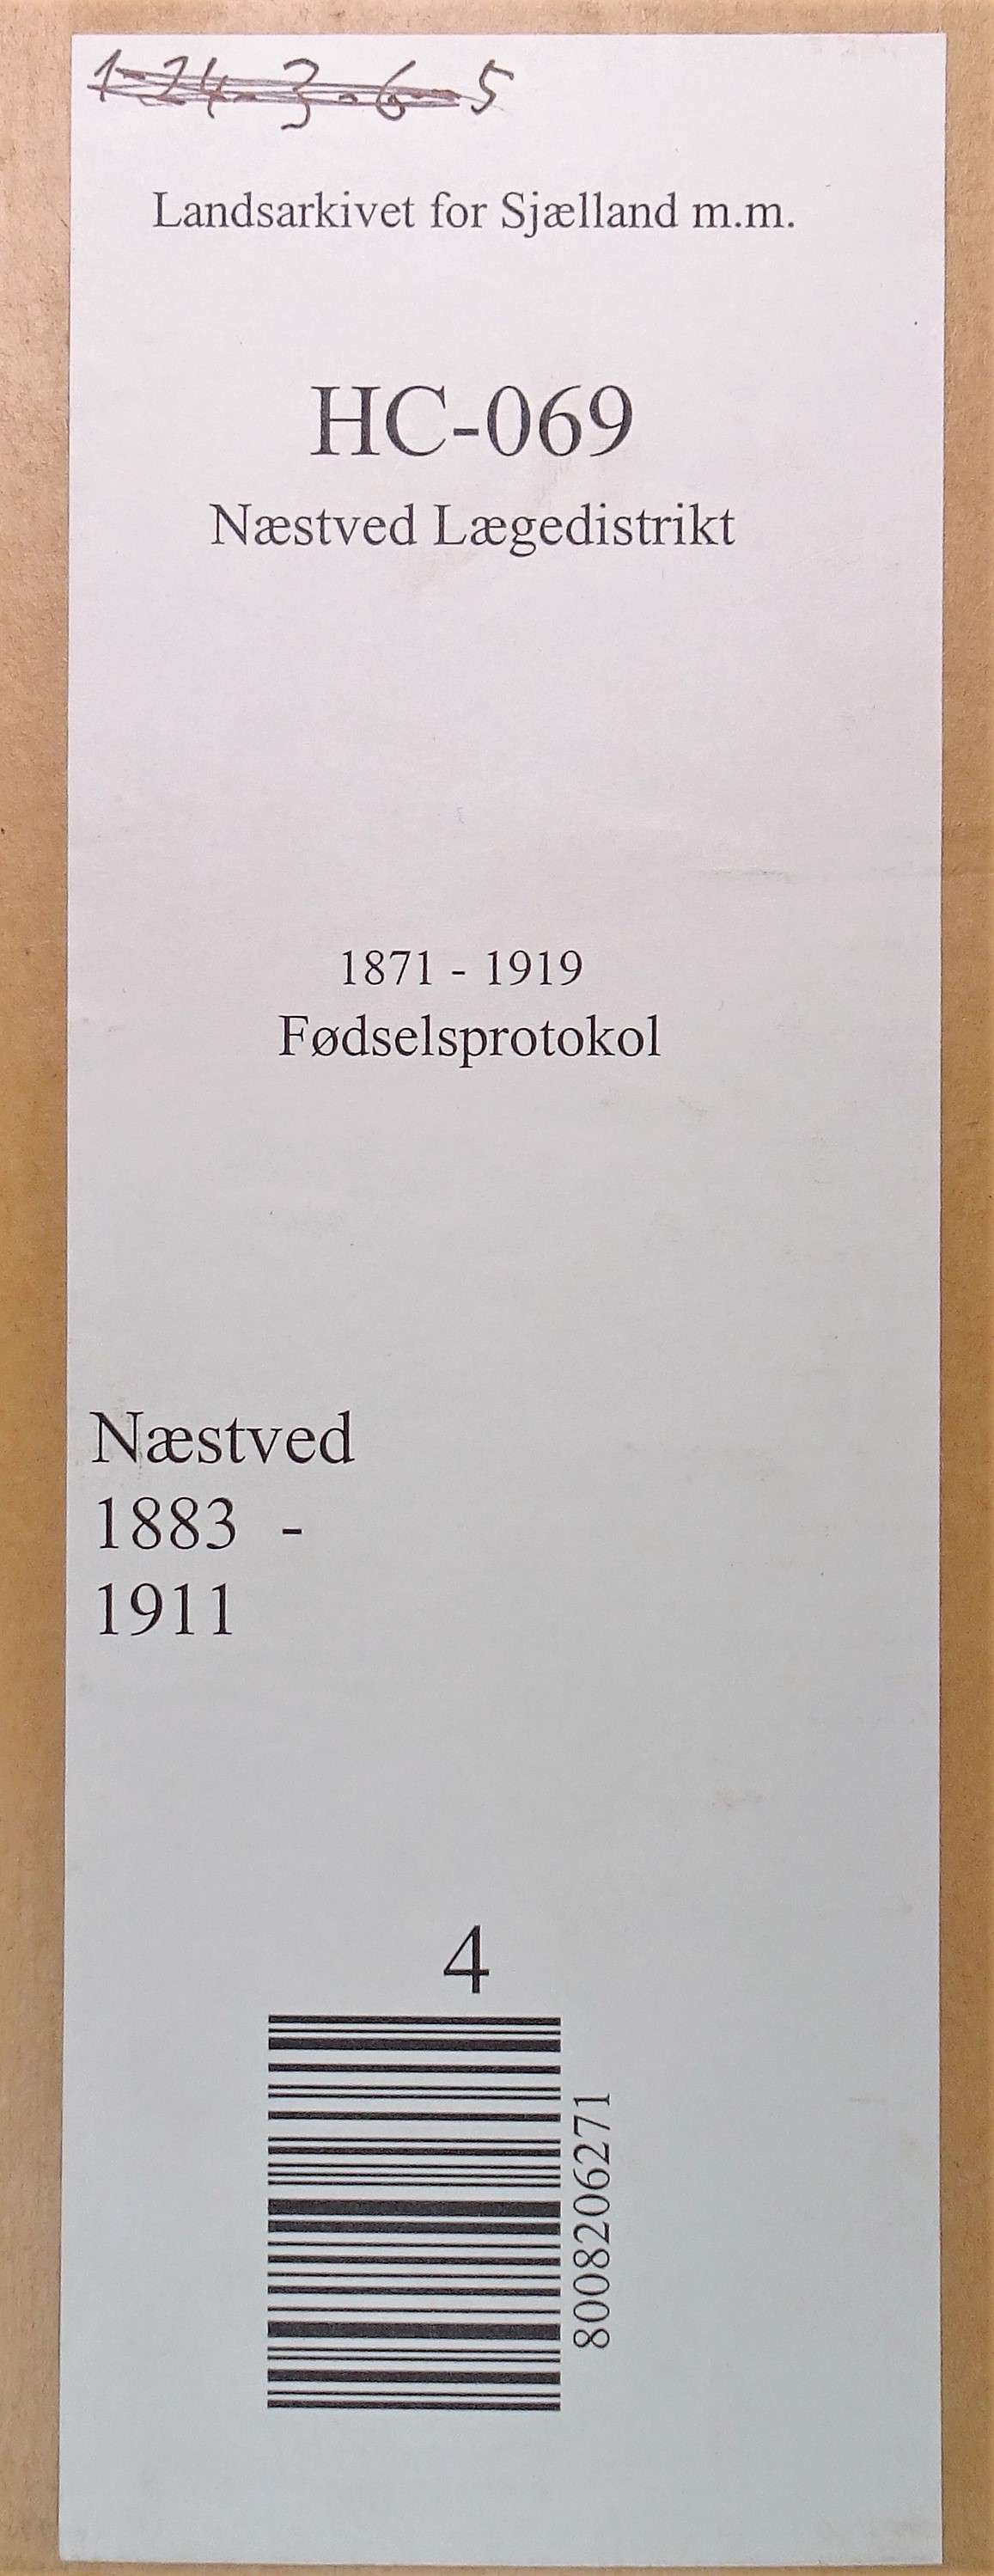 1-24-3-6-5
Landsarkivet for Sjælland m.m.
HC-069
Næstved Lægedistrikt
1871 - 1919
Fødselsprotokol
Næstved
1883 -
1911
4
8008206271